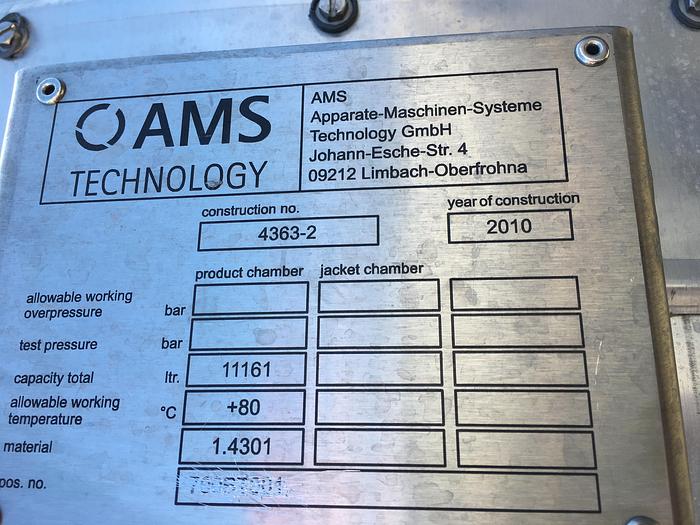 AMS
TECHNOLOGY
AMS
Apparate-Maschinen-Systeme
Technology GmbH
Johann-Esche-Str. 4
09212 Limbach-Oberfrohna
construction no.
year of construction
4363-2
2010
product chamber jacket chamber
allowable working
overpressure
bar
test pressure bar
capacity total ltr. 11161
allowable working
temperature
°C +80
material 1.4301
pos. no.